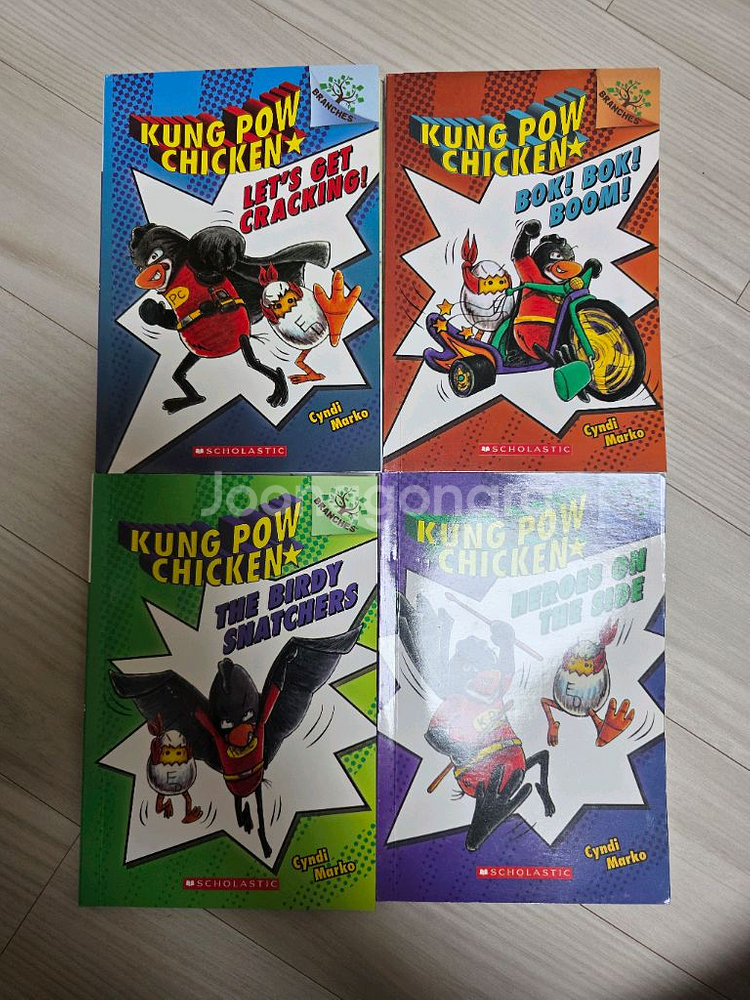 BRANCHES
KUNG POW
CHICKEN
LET'S GET
CRACKING!
PC
E
Cyndi
Marko
SCHOLASTIC
BRANCHES
KUNG POW
CHICKEN
BOK! BOK!
BOOM!
Cyndi
Marko
SCHOLASTIC
BRANCHES
KUNG POW
CHICKEN
THE BIRDY
SNATCHERS
E
Cyndi
Marko
SCHOLASTIC
KUNG POW
CHICKEN
HEROES ON
THE SIDE
E
D
Cyndi
Marko
SCHOLASTIC